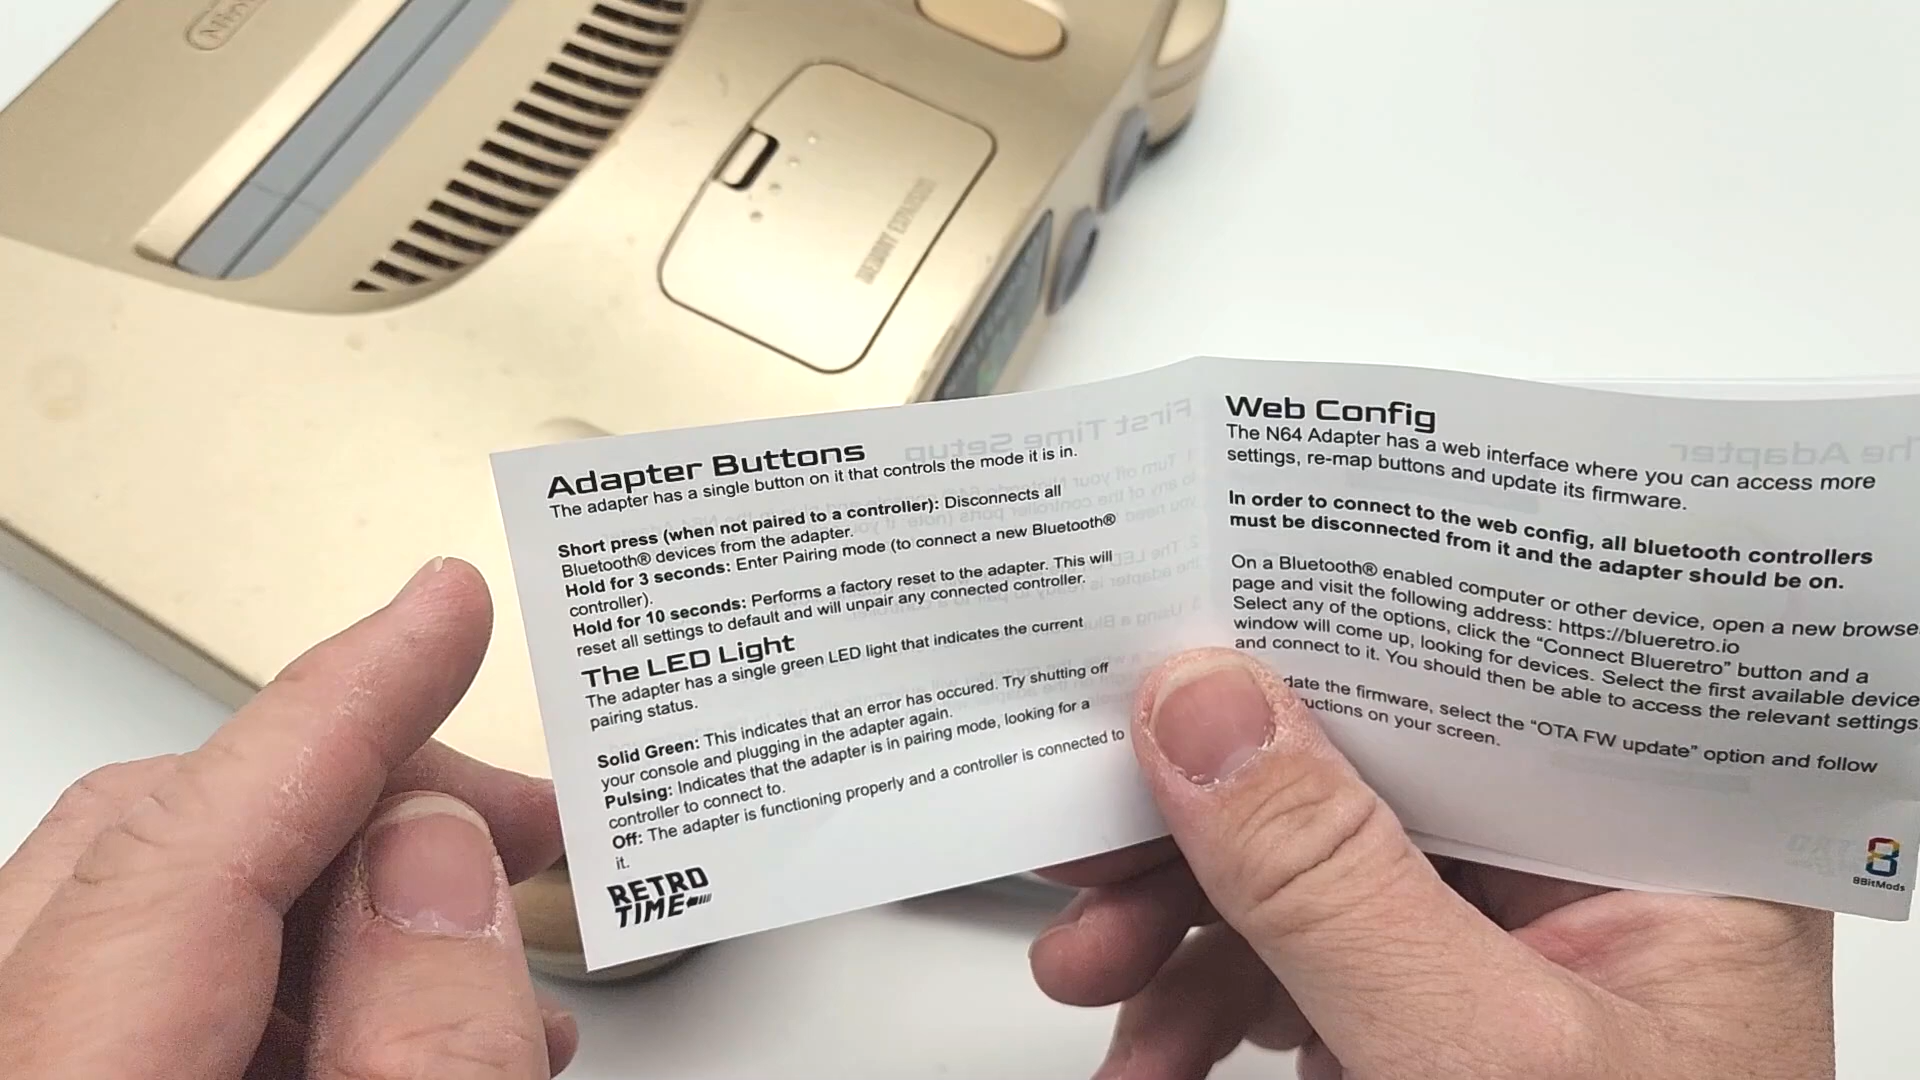 MEMORY EXPANSION
Adapter Buttons
The adapter has a single button on it that controls the mode it is in.
Short press (when not paired to a controller): Disconnects all
Bluetooth® devices from the adapter.
Hold for 3 seconds: Enter Pairing mode (to connect a new Bluetooth®
controller).
Hold for 10 seconds: Performs a factory reset to the adapter. This will
reset all settings to default and will unpair any connected controller.
The LED Light
The adapter has a single green LED light that indicates the current
pairing status.
Solid Green: This indicates that an error has occured. Try shutting off
your console and plugging in the adapter again.
Pulsing: Indicates that the adapter is in pairing mode, looking for a
controller to connect to.
Off: The adapter is functioning properly and a controller is connected to
it.
RETRO
TIME
Web Config
The N64 Adapter has a web interface where you can access more
settings, re-map buttons and update its firmware.
In order to connect to the web config, all bluetooth controllers
must be disconnected from it and the adapter should be on.
On a Bluetooth® enabled computer or other device, open a new browse
page and visit the following address: https://blueretro.io
Select any of the options, click the “Connect Blueretro” button and a
window will come up, looking for devices. Select the first available device
and connect to it. You should then be able to access the relevant settings
date the firmware, select the “OTA FW update” option and follow
uctions on your screen.
8BitMods